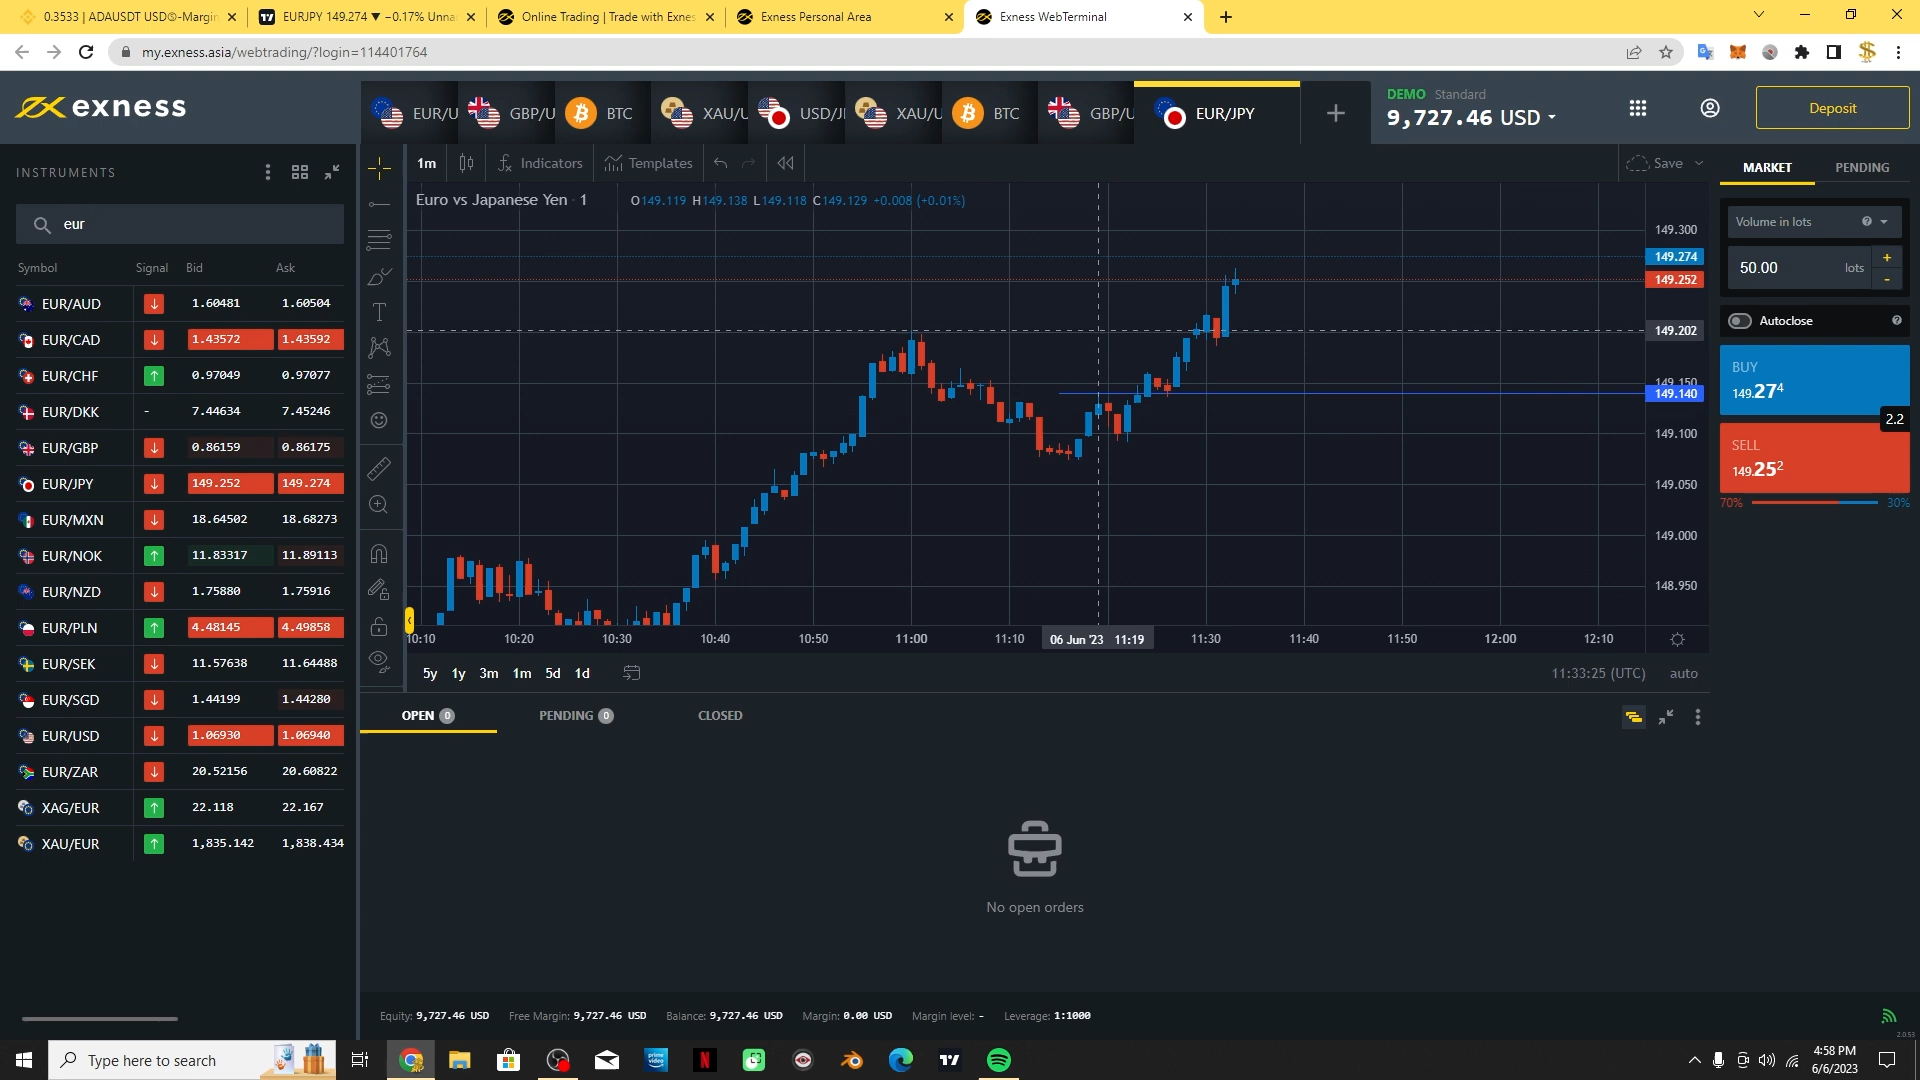 0.3533 | ADAUSDT USDⓈ-Margin
EURJPY 149.274 ▼ −0.17% Unna
Online Trading | Trade with Exnes
Exness Personal Area
Exness WebTerminal
my.exness.asia/webtrading/?login=114401764
exness
EUR/U
GBP/U
BTC
XAU/U
USD/JI
XAU/U
BTC
GBP/U
EUR/JPY
DEMO Standard
9,727.46 USD
Deposit
INSTRUMENTS
eur
Symbol Signal Bid Ask
EUR/AUD ↓ 1.60481 1.60504
EUR/CAD ↓ 1.43572 1.43592
EUR/CHF ↑ 0.97049 0.97077
EUR/DKK - 7.44634 7.45246
EUR/GBP ↓ 0.86159 0.86175
EUR/JPY ↓ 149.252 149.274
EUR/MXN ↓ 18.64502 18.68273
EUR/NOK ↑ 11.83317 11.89113
EUR/NZD ↓ 1.75880 1.75916
EUR/PLN ↑ 4.48145 4.49858
EUR/SEK ↓ 11.57638 11.64488
EUR/SGD ↓ 1.44199 1.44280
EUR/USD ↓ 1.06930 1.06940
EUR/ZAR ↓ 20.52156 20.60822
XAG/EUR ↑ 22.118 22.167
XAU/EUR ↑ 1,835.142 1,838.434
1m Indicators Templates Save
Euro vs Japanese Yen · 1 O149.119 H149.138 L149.118 C149.129 +0.008 (+0.01%)
149.300
149.274
149.252
149.202
149.150
149.140
149.100
149.050
149.000
148.950
10:10 10:20 10:30 10:40 10:50 11:00 11:10 06 Jun '23 11:19 11:30 11:40 11:50 12:00 12:10
5y 1y 3m 1m 5d 1d 11:33:25 (UTC) auto
OPEN 0 PENDING 0 CLOSED
No open orders
Equity: 9,727.46 USD Free Margin: 9,727.46 USD Balance: 9,727.46 USD Margin: 0.00 USD Margin level: - Leverage: 1:1000
MARKET PENDING
Volume in lots
50.00 lots + -
Autoclose
BUY
149.274
2.2
SELL
149.252
70% 30%
2.0.53
Type here to search
prime video
N
4:58 PM
6/6/2023